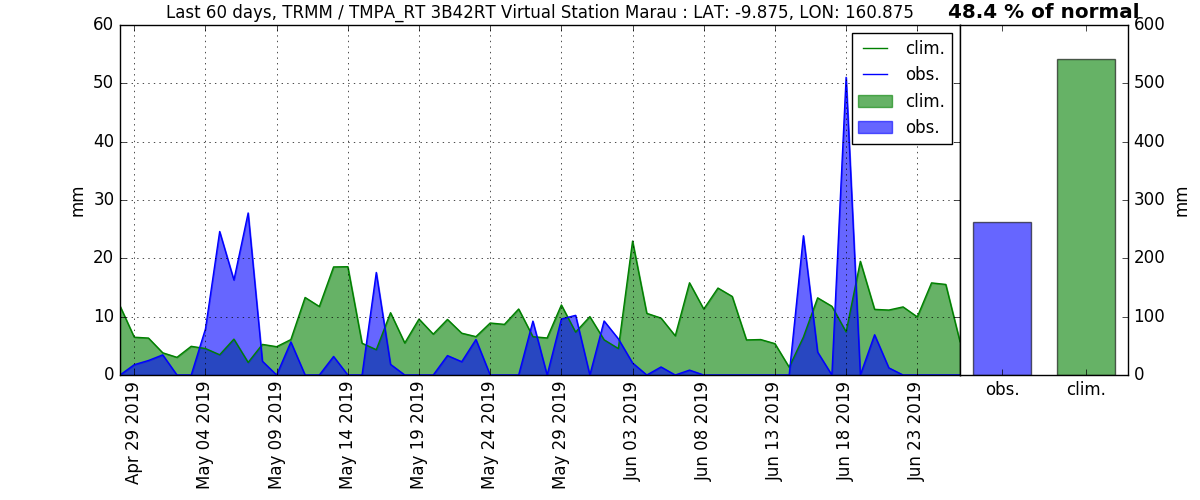 Last 60 days, TRMM / TMPA_RT 3B42RT Virtual Station Marau : LAT: -9.875, LON: 160.875
48.4 % of normal
60
50
40
30
20
10
0
mm
clim.
obs.
clim.
obs.
600
500
400
300
200
100
0
mm
obs.
clim.
Apr 29 2019
May 04 2019
May 09 2019
May 14 2019
May 19 2019
May 24 2019
May 29 2019
Jun 03 2019
Jun 08 2019
Jun 13 2019
Jun 18 2019
Jun 23 2019